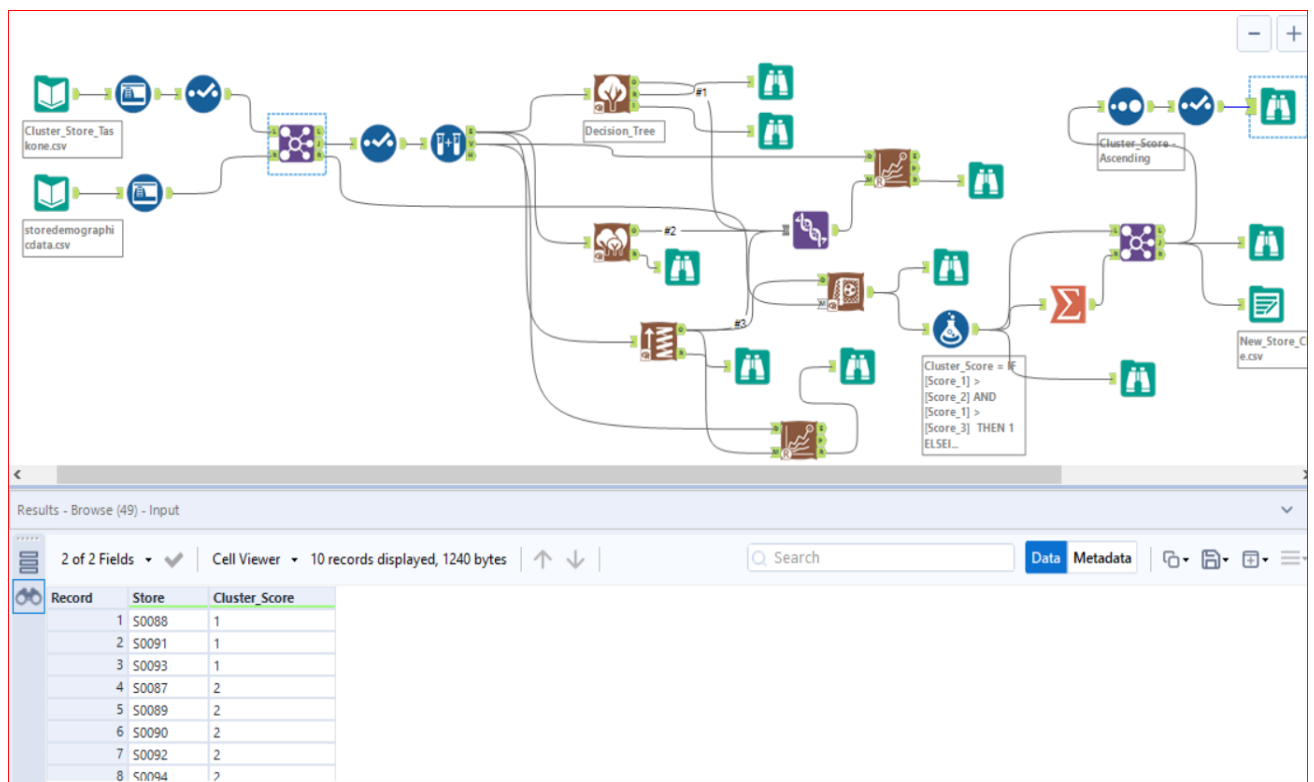 Cluster_Store_Tas
kone.csv
storedemographi
cdata.csv
Decision_Tree
#1
#2
#3
Cluster_Score -
Ascending
Cluster_Score = IF
[Score_1] >
[Score_2] AND
[Score_1] >
[Score_3] THEN 1
ELSEI...
New_Store_C
e.csv
Results - Browse (49) - Input
2 of 2 Fields
Cell Viewer
10 records displayed, 1240 bytes
Search
Data
Metadata
Record Store Cluster_Score
1 S0088 1
2 S0091 1
3 S0093 1
4 S0087 2
5 S0089 2
6 S0090 2
7 S0092 2
8 S0094 2